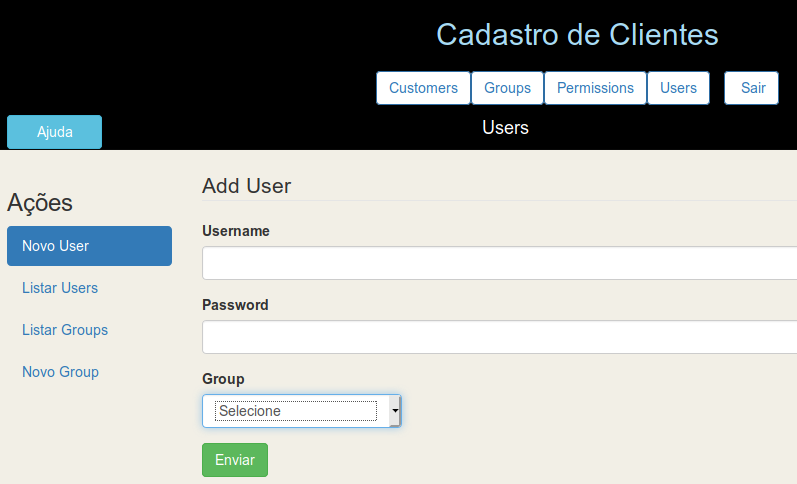 Cadastro de Clientes
Customers Groups Permissions Users Sair
Ajuda
Users
Ações
Novo User
Listar Users
Listar Groups
Novo Group
Add User
Username
Password
Group
Selecione
Enviar